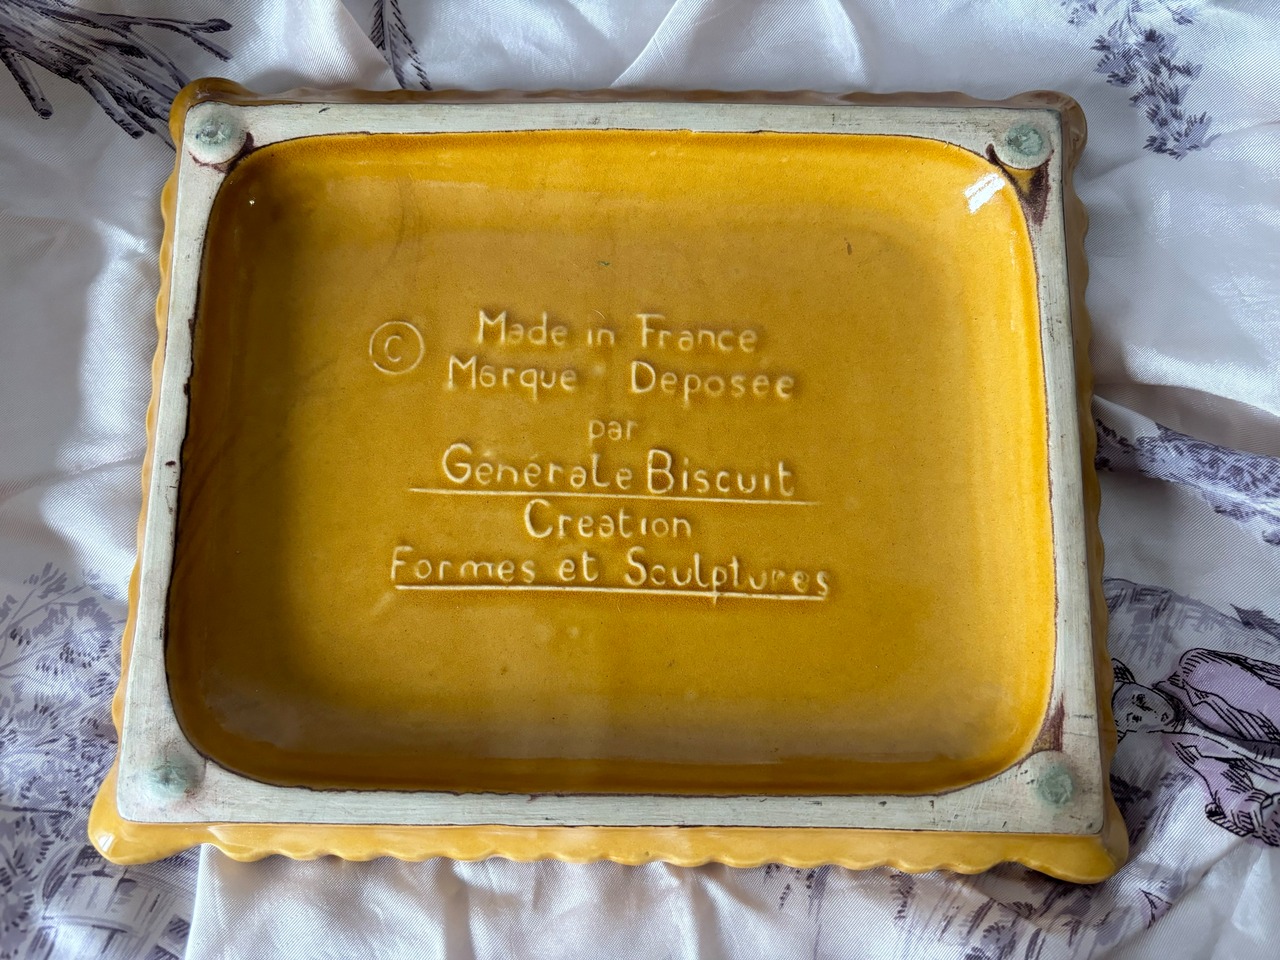 © Made in France
Marque Deposee
par
Générale Biscuit
Creation
Formes et Sculptures